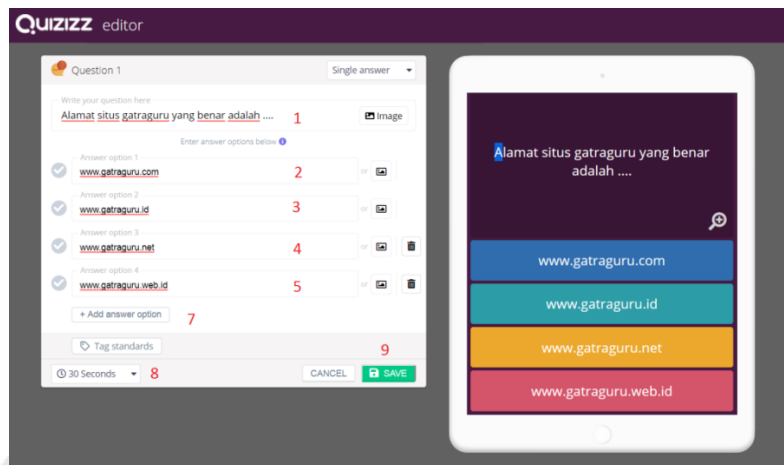 Quizizz editor
Question 1
Single answer
Write your question here
Alamat situs gatraguru yang benar adalah ....
1
Image
Enter answer options below
Answer option 1
www.gatraguru.com
2
or
Answer option 2
www.gatraguru.id
3
or
Answer option 3
www.gatraguru.net
4
or
Answer option 4
www.gatraguru.web.id
5
or
+ Add answer option
7
Tag standards
9
30 Seconds
8
CANCEL
SAVE
Alamat situs gatraguru yang benar
adalah ....
www.gatraguru.com
www.gatraguru.id
www.gatraguru.net
www.gatraguru.web.id